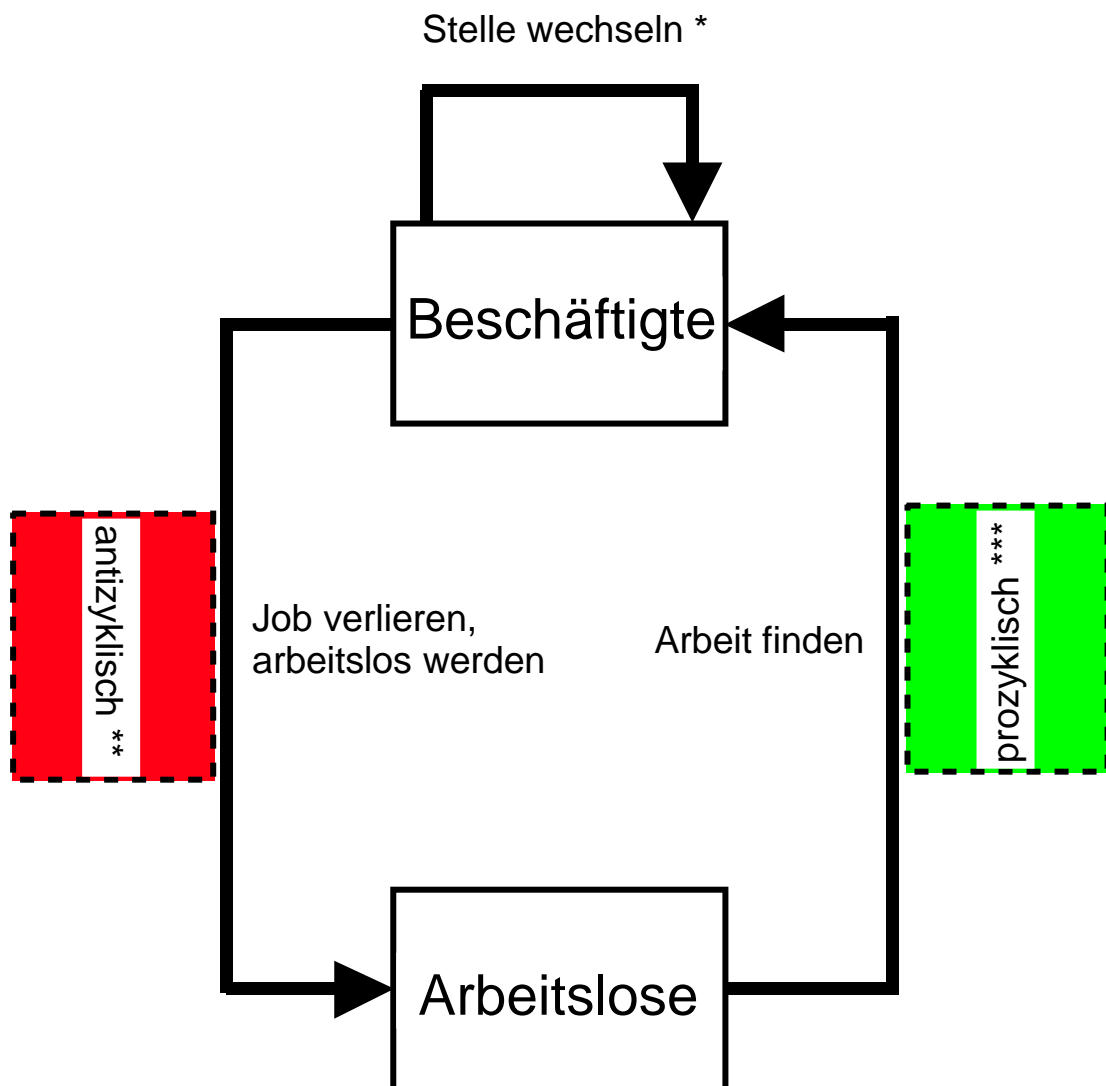 Stelle wechseln *
Beschäftigte
antizyklisch **
Job verlieren,
arbeitslos werden
Arbeit finden
prozyklisch ***
Arbeitslose